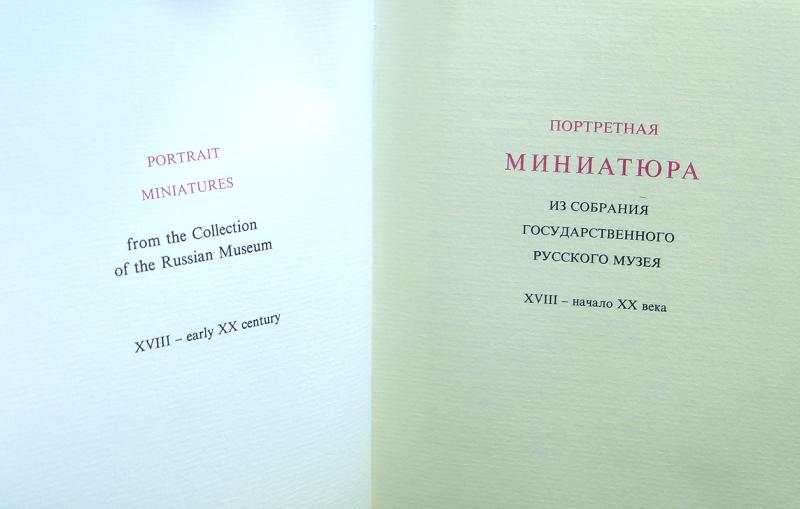 PORTRAIT
MINIATURES
from the Collection
of the Russian Museum
XVIII – early XX century
ПОРТРЕТНАЯ
МИНИАТЮРА
ИЗ СОБРАНИЯ
ГОСУДАРСТВЕННОГО
РУССКОГО МУЗЕЯ
XVIII – начало XX века